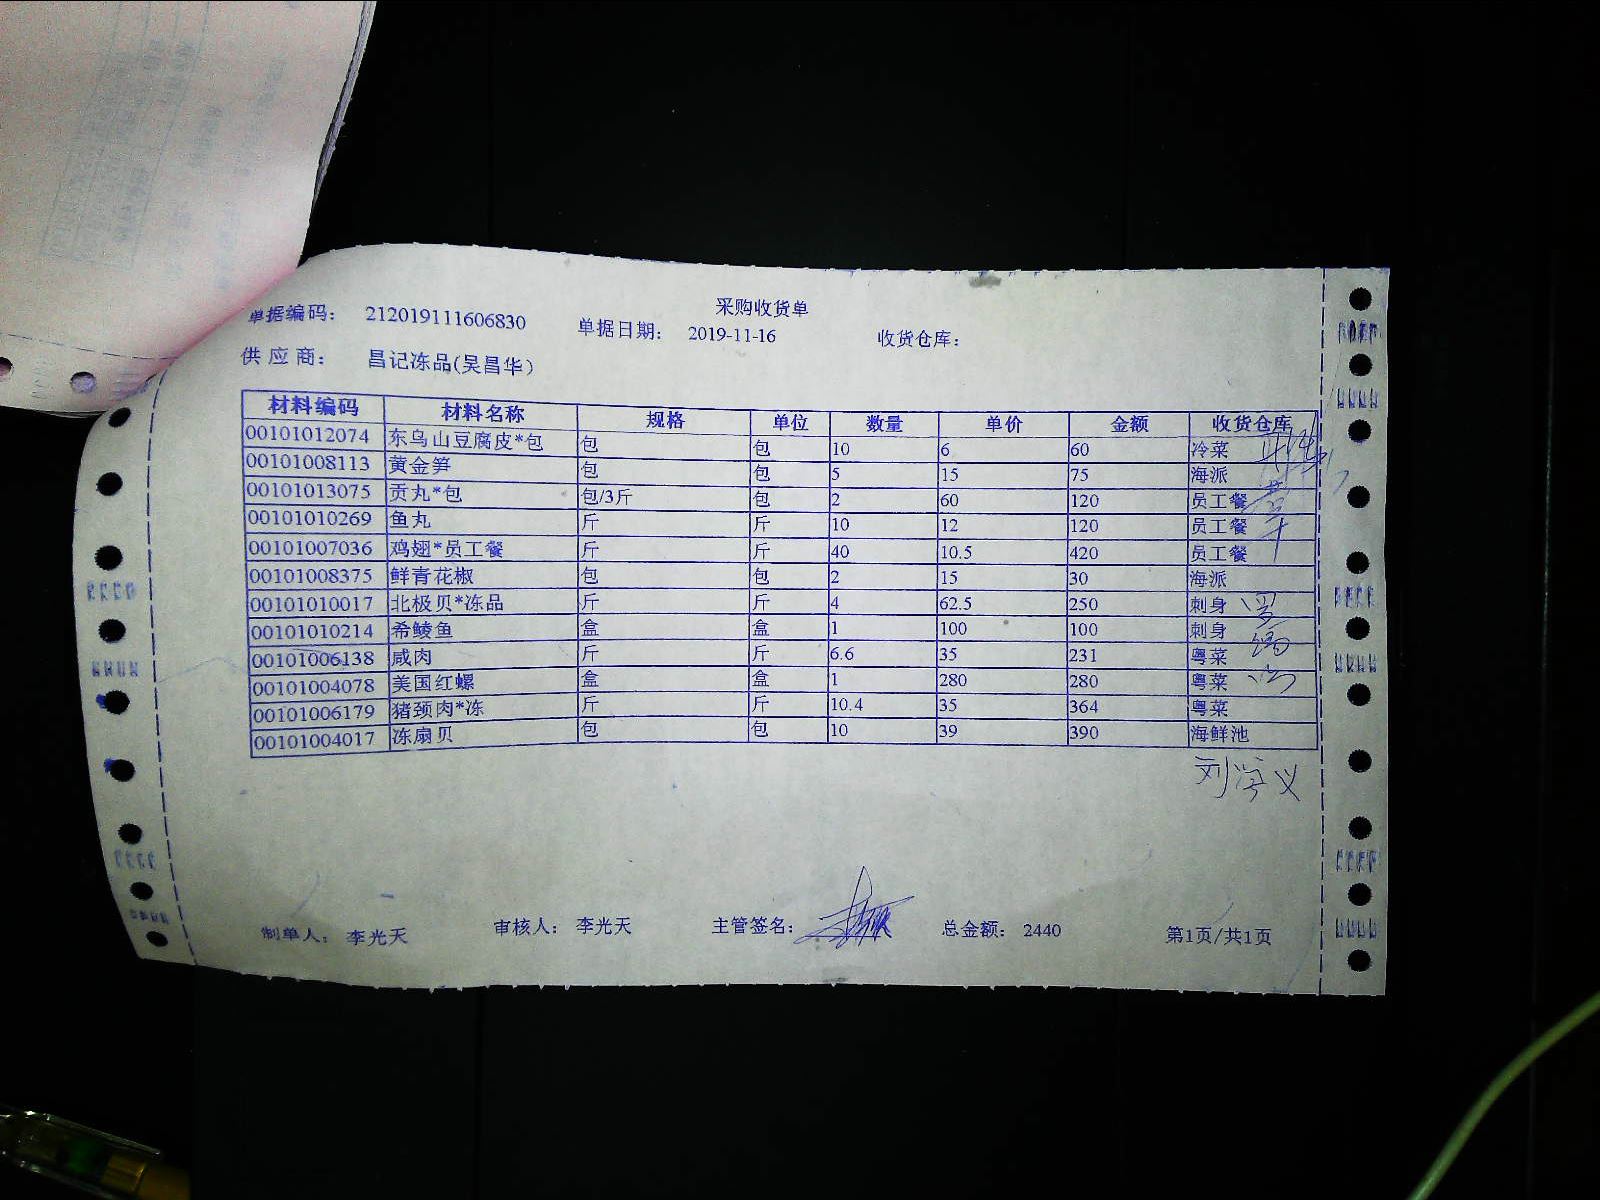 采购收货单
单据编码： 212019111606830 单据日期： 2019-11-16 收货仓库：
供应商： 昌记冻品(吴昌华)
材料编码 材料名称 规格 单位 数量 单价 金额 收货仓库
00101012074 东乌山豆腐皮*包 包 包 10 6 60 冷菜
00101008113 黄金笋 包 包 5 15 75 海派
00101013075 贡丸*包 包/3斤 包 2 60 120 员工餐
00101010269 鱼丸 斤 斤 10 12 120 员工餐
00101007036 鸡翅*员工餐 斤 斤 40 10.5 420 员工餐
00101008375 鲜青花椒 包 包 2 15 30 海派
00101010017 北极贝*冻品 斤 斤 4 62.5 250 刺身
00101010214 希鲮鱼 盒 盒 1 100 100 刺身
00101006138 咸肉 斤 斤 6.6 35 231 粤菜
00101004078 美国红螺 盒 盒 1 280 280 粤菜
00101006179 猪颈肉*冻 斤 斤 10.4 35 364 粤菜
00101004017 冻扇贝 包 包 10 39 390 海鲜池
制单人： 李光天 审核人： 李光天 主管签名： 总金额： 2440 第1页/共1页